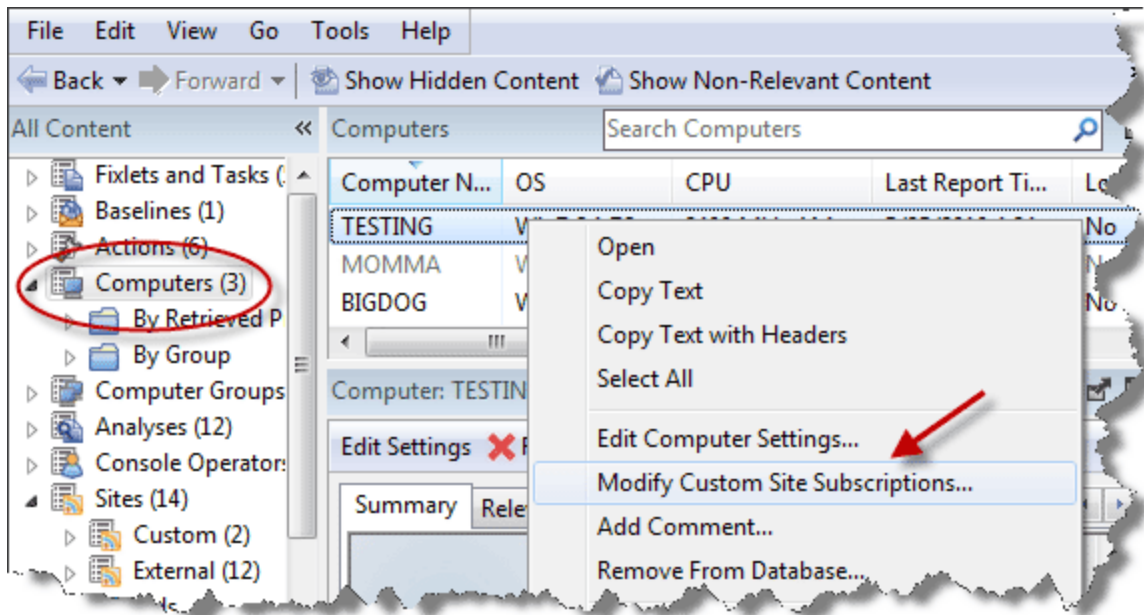 File Edit View Go Tools Help
Back Forward Show Hidden Content Show Non-Relevant Content
All Content « Computers Search Computers
Fixlets and Tasks (
Baselines (1)
Actions (6)
Computers (3)
By Retrieved P
By Group
Computer Groups
Analyses (12)
Console Operators
Sites (14)
Custom (2)
External (12)
Computer N... OS CPU Last Report Ti...
TESTING No
MOMMA
BIGDOG No
Computer: TESTIN
Edit Settings
Summary Rele
Open
Copy Text
Copy Text with Headers
Select All
Edit Computer Settings...
Modify Custom Site Subscriptions...
Add Comment...
Remove From Database...